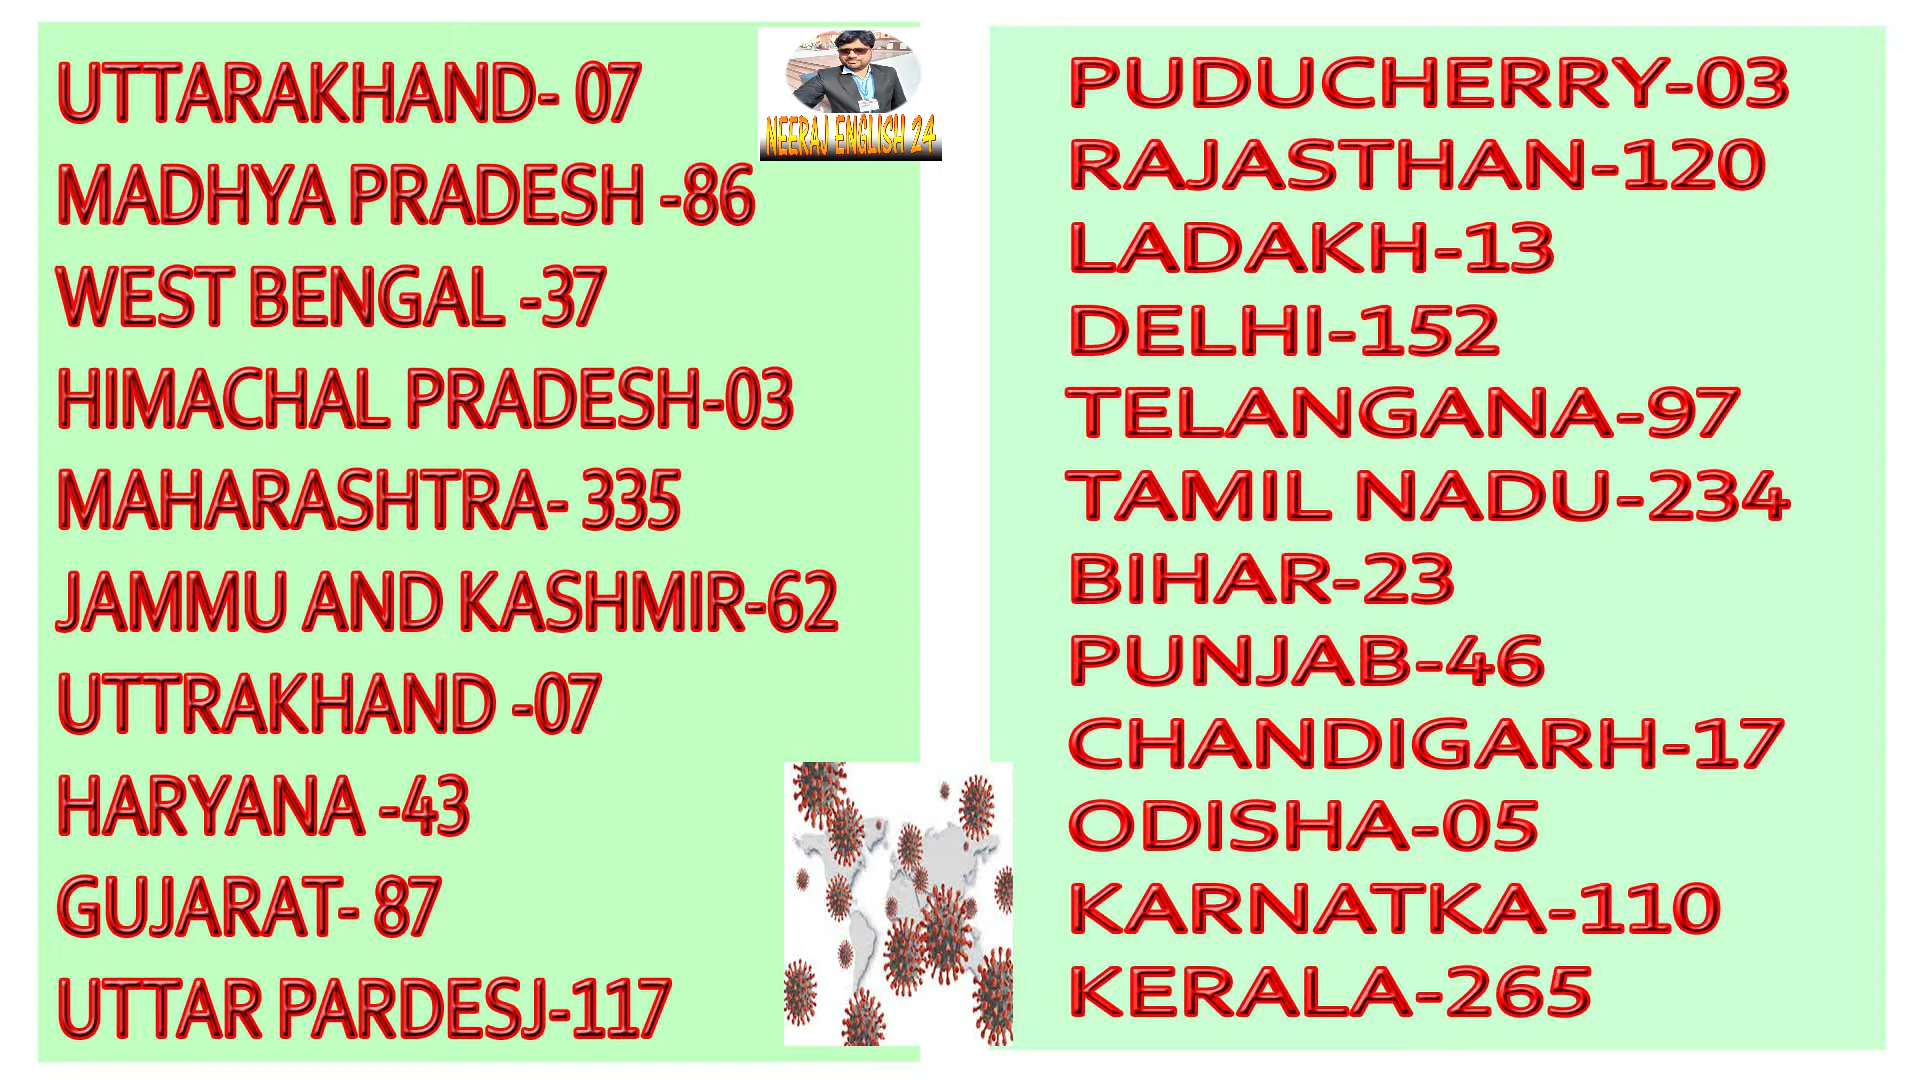 UTTARAKHAND- 07
MADHYA PRADESH -86
WEST BENGAL -37
HIMACHAL PRADESH-03
MAHARASHTRA- 335
JAMMU AND KASHMIR-62
UTTRAKHAND -07
HARYANA -43
GUJARAT- 87
UTTAR PARDESJ-117
NEERAJ ENGLISH 24
PUDUCHERRY-03
RAJASTHAN-120
LADAKH-13
DELHI-152
TELANGANA-97
TAMIL NADU-234
BIHAR-23
PUNJAB-46
CHANDIGARH-17
ODISHA-05
KARNATKA-110
KERALA-265